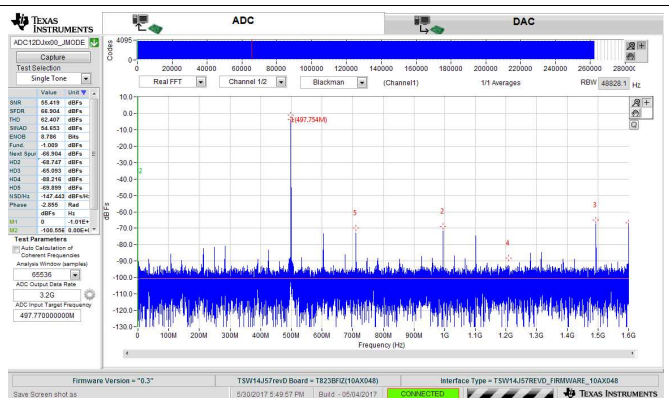 TEXAS INSTRUMENTS
ADC
DAC
ADC12DJxx00_JMODE
Capture
Test Selection
Single Tone
Value Unit
SNR 55.419 dBFs
SFDR 66.904 dBFs
THD 62.407 dBFs
SINAD 54.653 dBFs
ENOB 8.786 Bits
Fund. -1.009 dBFs
Next Spur -66.904 dBFs
HD2 -68.747 dBFs
HD3 -65.093 dBFs
HD4 -88.216 dBFs
HD5 -69.899 dBFs
NSD/Hz -147.442 dBFs/Hz
Phase -2.855 Rad
dBFs Hz
M1 0 -1.01E+
M2 -100.556 0.00E+
Test Parameters
Auto Calculation of
Coherent Frequencies
Analysis Window (samples)
65536
ADC Output Data Rate
3.2G
ADC Input Target Frequency
497.770000000M
Codes
4095
0
0 20000 40000 60000 80000 100000 120000 140000 160000 180000 200000 220000 240000 260000 280000
Real FFT Channel 1/2 Blackman (Channel1) 1/1 Averages RBW 48828.1 Hz
10.0
0.0
-10.0
-20.0
-30.0
-40.0
-50.0
-60.0
-70.0
-80.0
-90.0
-100.0
-110.0
-120.0
-130.0
dBFs
(497.754M)
2
5
2
4
3
0 100M 200M 300M 400M 500M 600M 700M 800M 900M 1G 1.1G 1.2G 1.3G 1.4G 1.5G 1.6G
Frequency (Hz)
Firmware Version = "0.3" TSW14J57revD Board = T823BFIZ(10AX048) Interface Type = TSW14J57REVD_FIRMWARE_10AX048
Save Screen shot as 5/30/2017 5:49:57 PM Build - 05/04/2017 CONNECTED TEXAS INSTRUMENTS